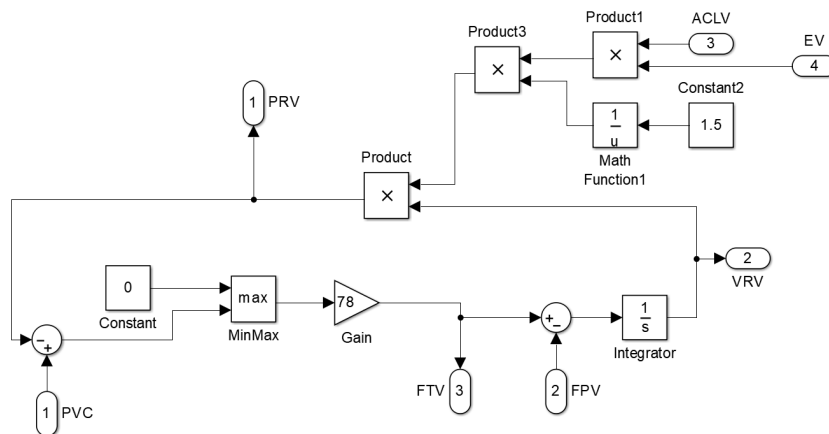 ACLV
Product1
3
EV
Product3
×
4
×
Constant2
1
PRV
1
u
1.5
Product
Math
Function1
×
2
VRV
0
max
78
+
−
1
s
Constant
MinMax
Gain
Integrator
−
+
FTV
3
2
FPV
1
PVC